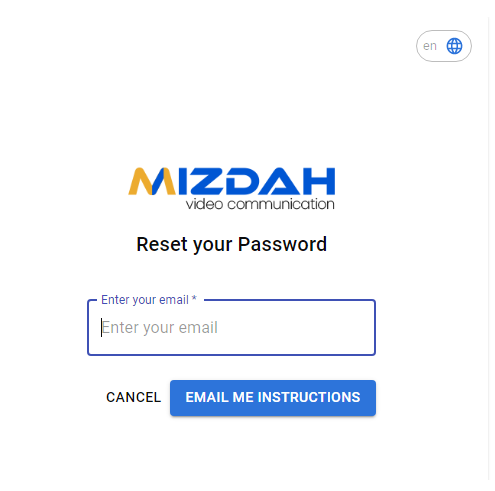 en
MIZDAH
video communication
Reset your Password
Enter your email *
Enter your email
CANCEL
EMAIL ME INSTRUCTIONS